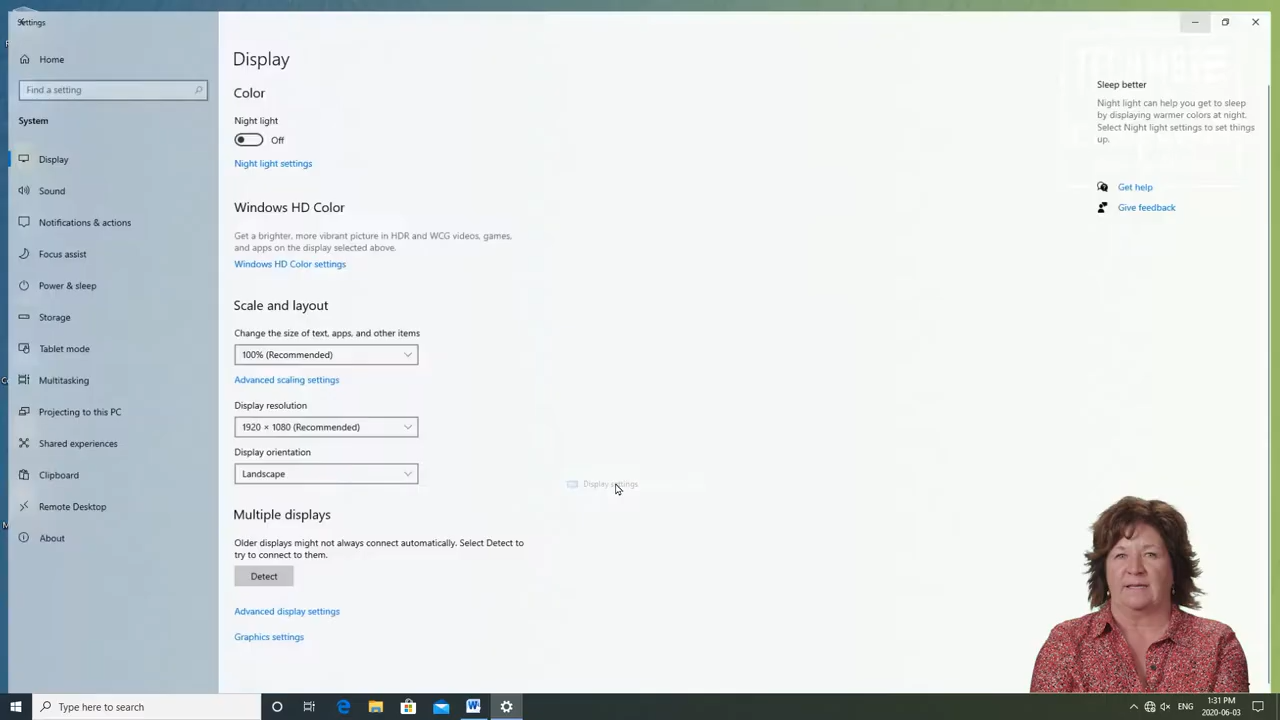 Settings
Home
Find a setting
System
Display
Sound
Notifications & actions
Focus assist
Power & sleep
Storage
Tablet mode
Multitasking
Projecting to this PC
Shared experiences
Clipboard
Remote Desktop
About
Display
Color
Night light
Off
Night light settings
Windows HD Color
Get a brighter, more vibrant picture in HDR and WCG videos, games,
and apps on the display selected above.
Windows HD Color settings
Scale and layout
Change the size of text, apps, and other items
100% (Recommended)
Advanced scaling settings
Display resolution
1920 × 1080 (Recommended)
Display orientation
Landscape
Display settings
Multiple displays
Older displays might not always connect automatically. Select Detect to
try to connect to them.
Detect
Advanced display settings
Graphics settings
Sleep better
Night light can help you get to sleep
by displaying warmer colors at night.
Select Night light settings to set things
up.
Get help
Give feedback
Type here to search
ENG
1:31 PM
2020-06-03